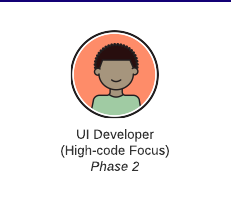 UI Developer
(High-code Focus)
Phase 2